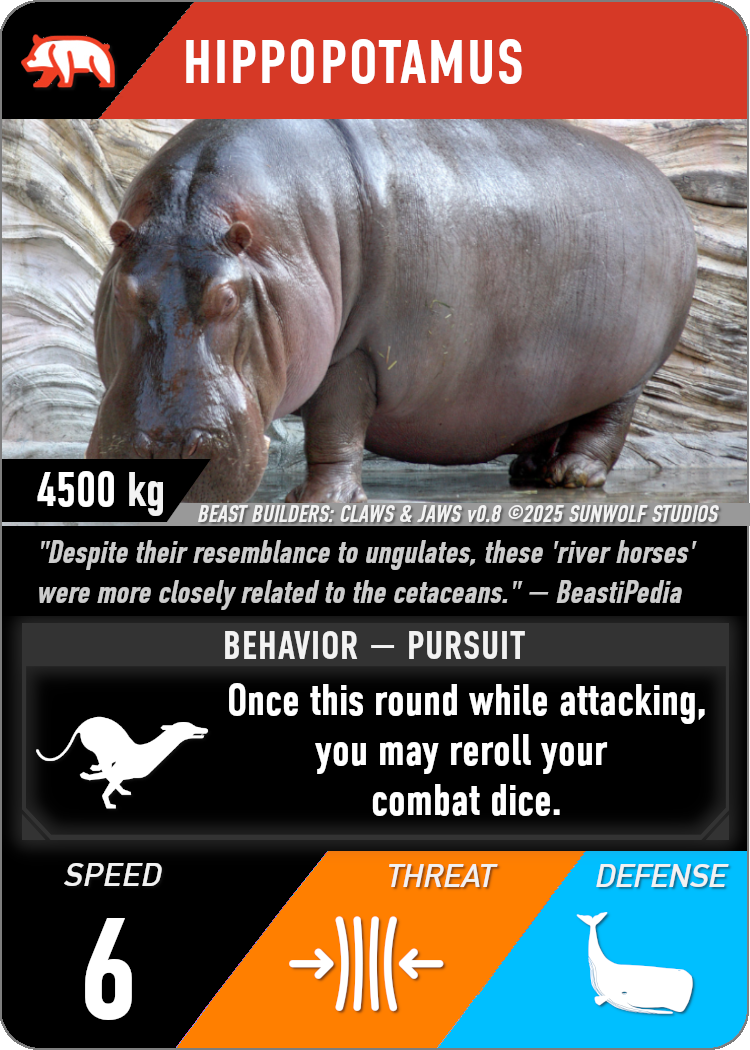 HIPPOPOTAMUS
4500 kg
BEAST BUILDERS: CLAWS & JAWS v0.8 ©2025 SUNWOLF STUDIOS
"Despite their resemblance to ungulates, these 'river horses'
were more closely related to the cetaceans." — BeastiPedia
BEHAVIOR — PURSUIT
Once this round while attacking,
you may reroll your
combat dice.
SPEED
THREAT
DEFENSE
6